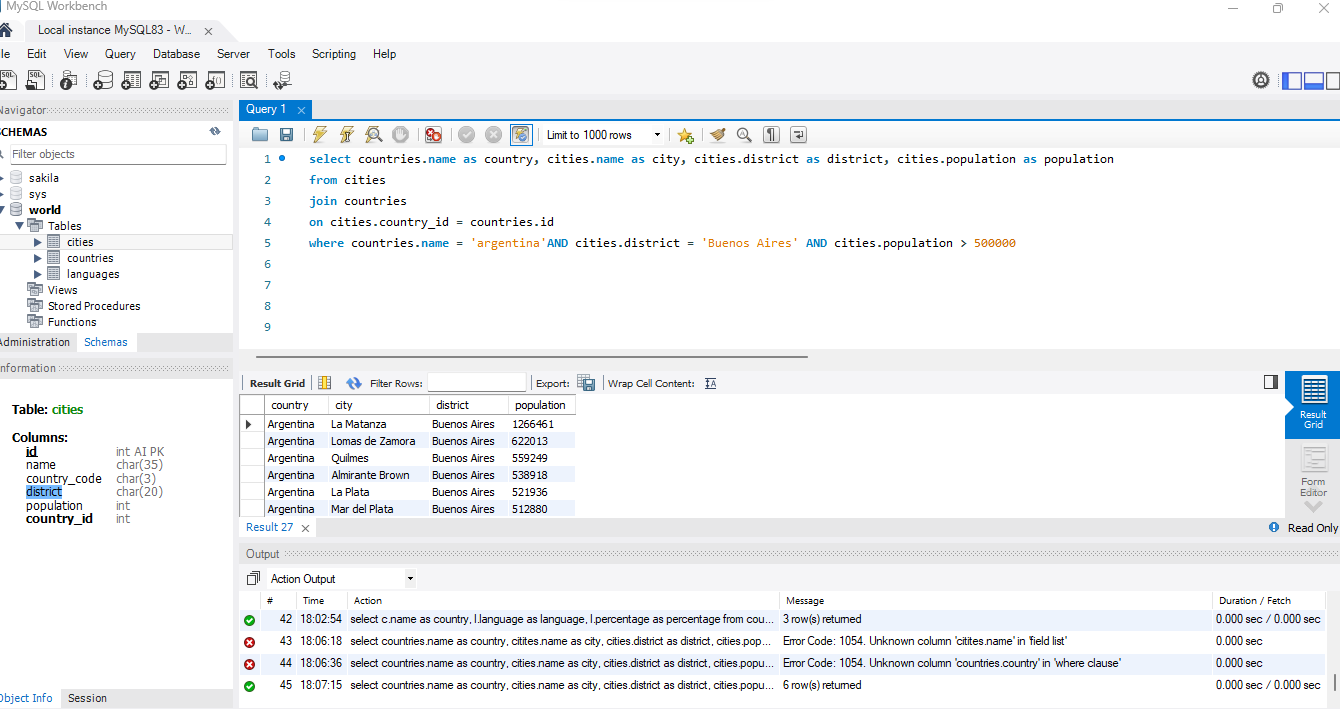 MySQL Workbench
Local instance MySQL83 - W...
le Edit View Query Database Server Tools Scripting Help
Navigator
SCHEMAS
Filter objects
sakila
sys
world
Tables
cities
countries
languages
Views
Stored Procedures
Functions
Administration Schemas
nformation
Table: cities
Columns:
id int AI PK
name char(35)
country_code char(3)
district char(20)
population int
country_id int
Object Info Session
Query 1
Limit to 1000 rows
1 select countries.name as country, cities.name as city, cities.district as district, cities.population as population
2 from cities
3 join countries
4 on cities.country_id = countries.id
5 where countries.name = 'argentina'AND cities.district = 'Buenos Aires' AND cities.population > 500000
6
7
8
9
Result Grid Filter Rows: Export: Wrap Cell Content:
country city district population
Argentina La Matanza Buenos Aires 1266461
Argentina Lomas de Zamora Buenos Aires 622013
Argentina Quilmes Buenos Aires 559249
Argentina Almirante Brown Buenos Aires 538918
Argentina La Plata Buenos Aires 521936
Argentina Mar del Plata Buenos Aires 512880
Result Grid
Form Editor
Result 27 Read Only
Output
Action Output
# Time Action Message Duration / Fetch
42 18:02:54 select c.name as country, l.language as language, l.percentage as percentage from cou... 3 row(s) returned 0.000 sec / 0.000 sec
43 18:06:18 select countries.name as country, citites.name as city, cities.district as district, cities.pop... Error Code: 1054. Unknown column 'citites.name' in 'field list' 0.000 sec
44 18:06:36 select countries.name as country, cities.name as city, cities.district as district, cities.popu... Error Code: 1054. Unknown column 'countries.country' in 'where clause' 0.000 sec
45 18:07:15 select countries.name as country, cities.name as city, cities.district as district, cities.popu... 6 row(s) returned 0.000 sec / 0.000 sec